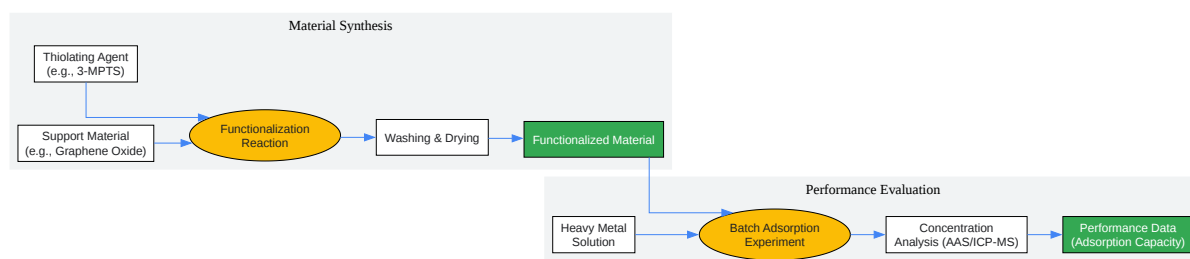 Material Synthesis
Thiolating Agent
(e.g., 3-MPTS)
Support Material
(e.g., Graphene Oxide)
Functionalization
Reaction
Washing & Drying
Functionalized Material
Performance Evaluation
Heavy Metal
Solution
Batch Adsorption
Experiment
Concentration
Analysis (AAS/ICP-MS)
Performance Data
(Adsorption Capacity)